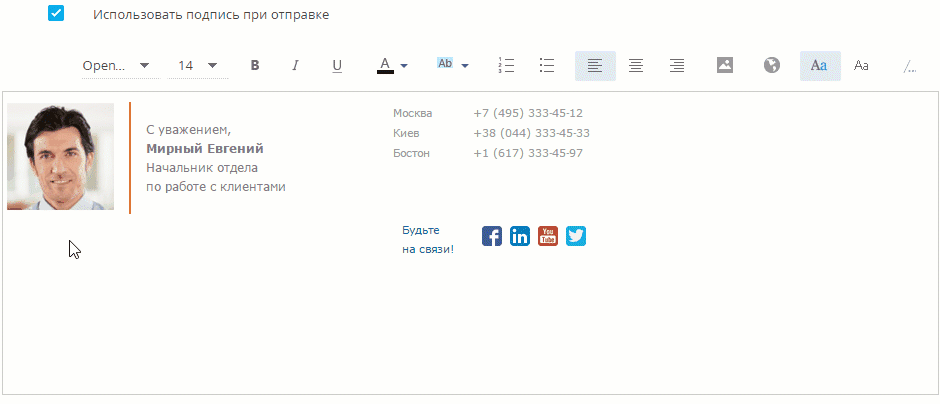 Использовать подпись при отправке
Open... 14 B I U A Ab Aa Aa /...
С уважением,
Мирный Евгений
Начальник отдела
по работе с клиентами
Москва +7 (495) 333-45-12
Киев +38 (044) 333-45-33
Бостон +1 (617) 333-45-97
Будьте
на связи!
f in You Tube